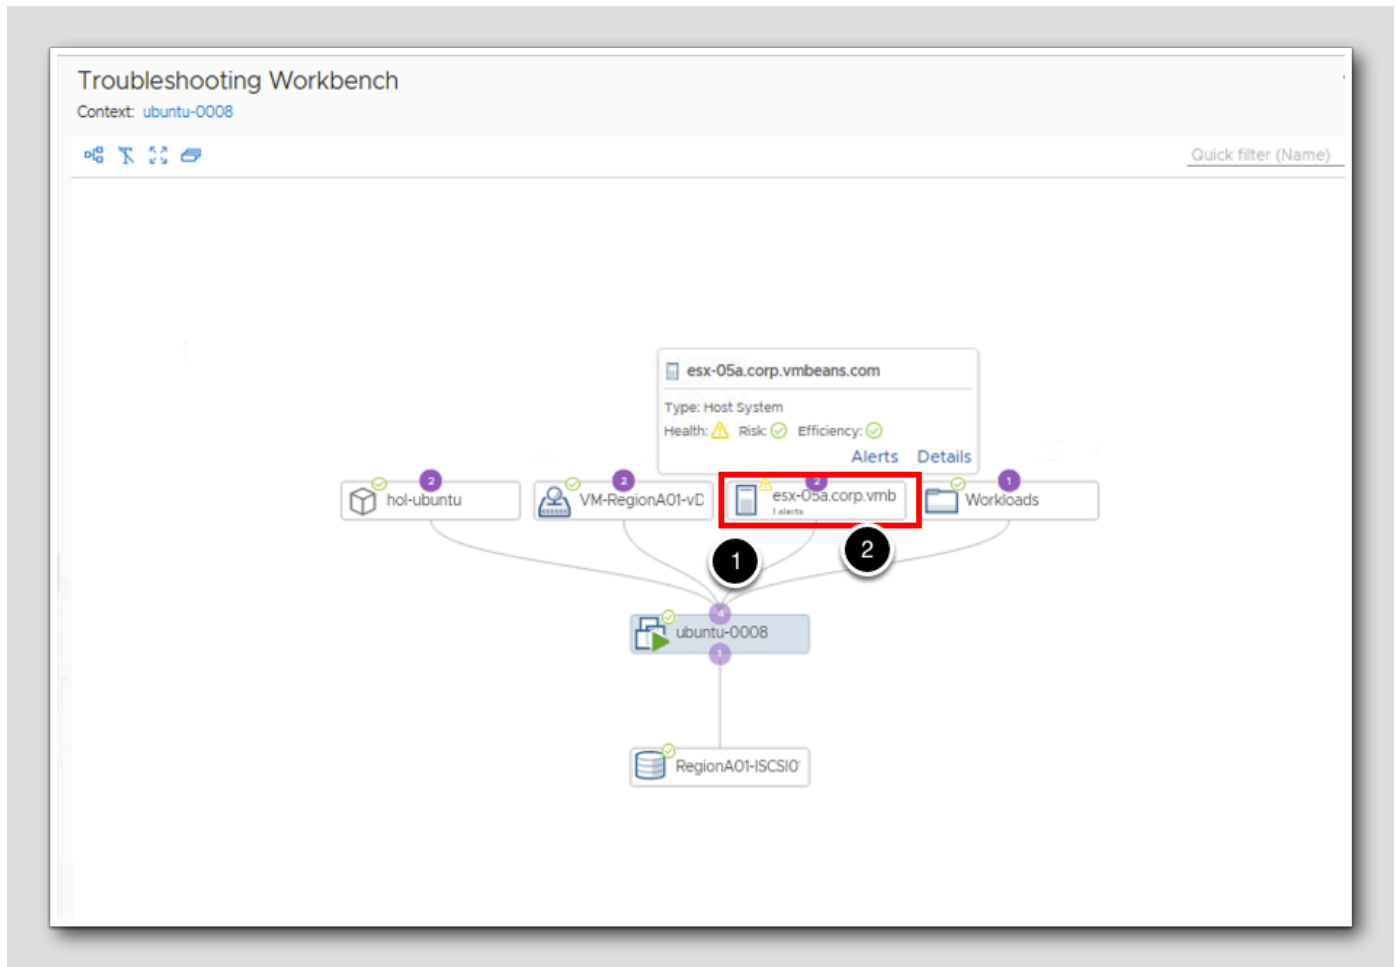 Troubleshooting Workbench
Context: ubuntu-0008
Quick filter (Name)
esx-05a.corp.vmbeans.com
Type: Host System
Health: Risk: Efficiency:
Alerts Details
2 2 2 1
hol-ubuntu VM-RegionA01-vD esx-05a.corp.vmb Workloads
1 alerts
1 2
4
ubuntu-0008
1
RegionA01-ISCSI0